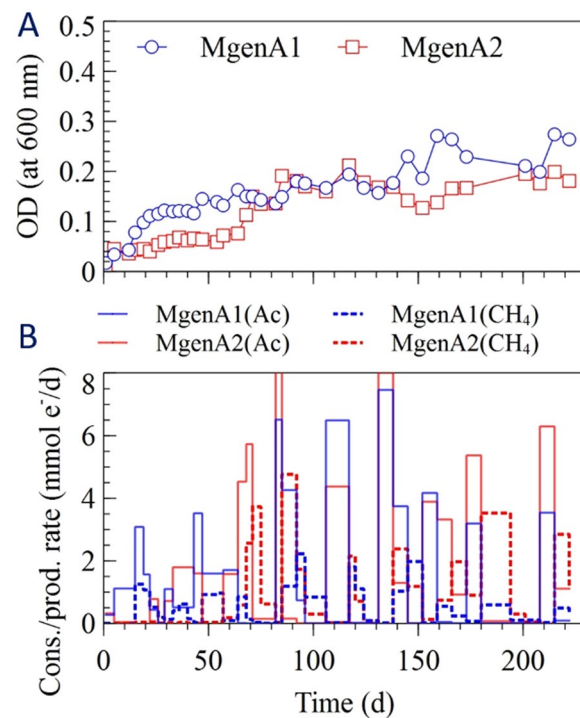 A
MgenA1 MgenA2
0.5
0.4
0.3
0.2
0.1
0
OD (at 600 nm)
MgenA1(Ac) MgenA1(CH₄)
MgenA2(Ac) MgenA2(CH₄)
B
8
6
4
2
0
Cons./prod. rate (mmol e⁻/d)
0 50 100 150 200
Time (d)